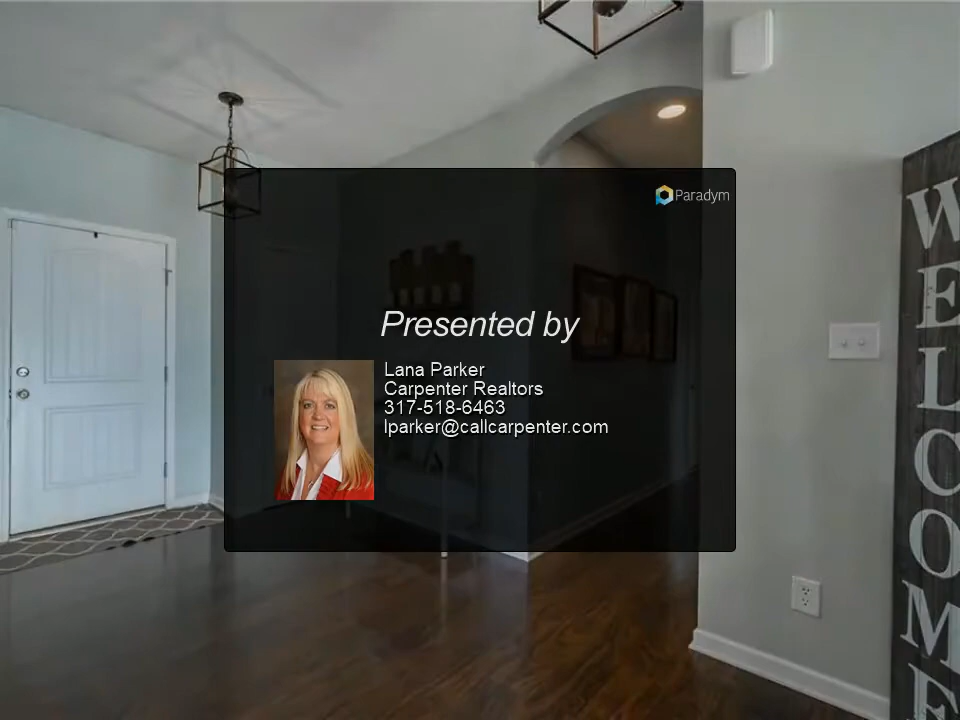 Paradym
Presented by
Lana Parker
Carpenter Realtors
317-518-6463
lparker@callcarpenter.com
WELCOME